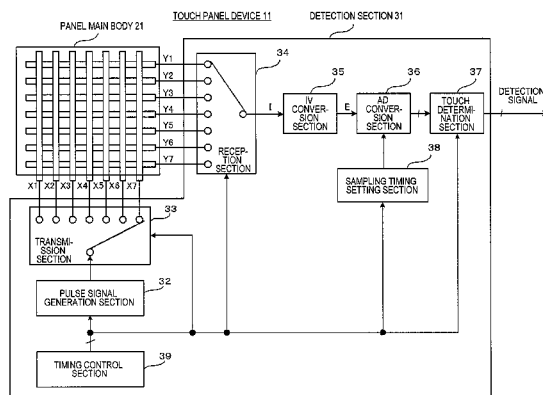 TOUCH PANEL DEVICE 11
DETECTION SECTION 31
PANEL MAIN BODY 21
Y1
Y2
Y3
Y4
Y5
Y6
Y7
34
35
36
37
RECEP-
TION
SECTION
I
IV
CONVER-
SION
SECTION
E
AD
CONVER-
SION
SECTION
TOUCH
DETERMI-
NATION
SECTION
DETECTION
SIGNAL
38
SAMPLING TIMING
SETTING SECTION
X1 X2 X3 X4 X5 X6 X7
33
TRANSMIS-
SION
SECTION
32
PULSE SIGNAL
GENERATION SECTION
TIMING CONTROL
SECTION
39